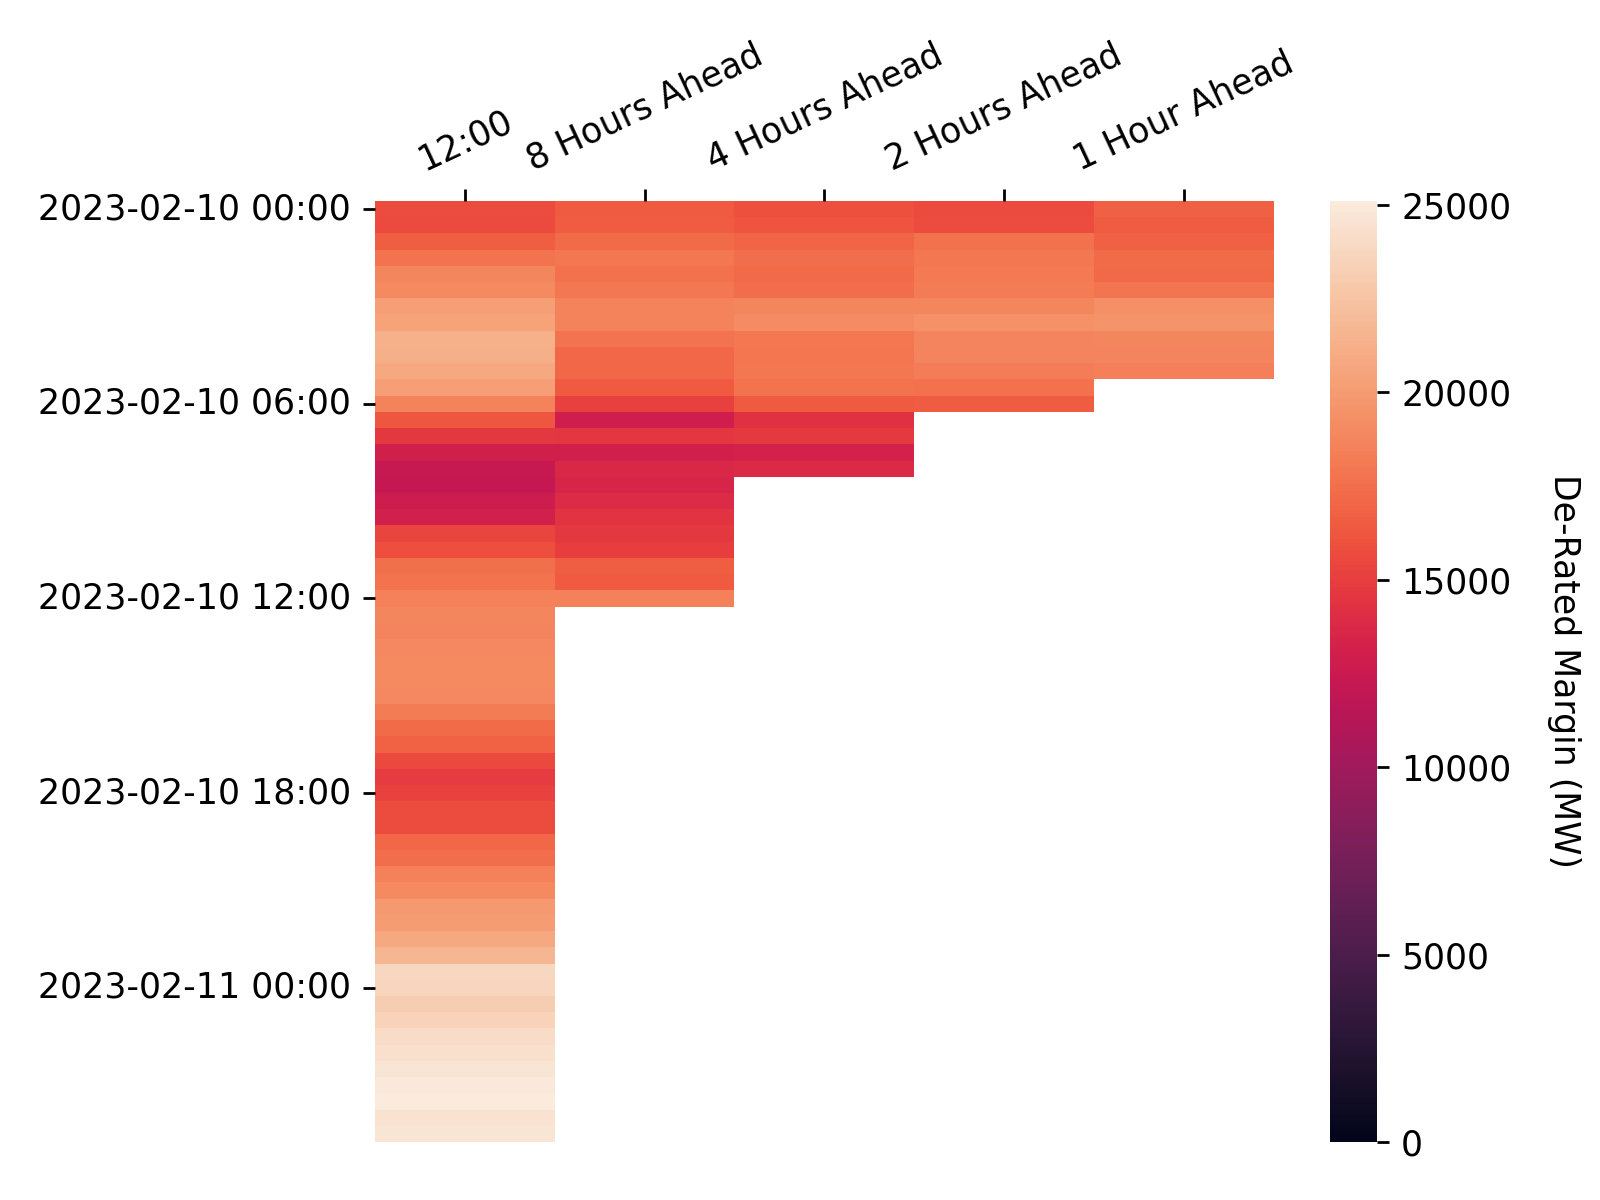 12:00
8 Hours Ahead
4 Hours Ahead
2 Hours Ahead
1 Hour Ahead
2023-02-10 00:00
2023-02-10 06:00
2023-02-10 12:00
2023-02-10 18:00
2023-02-11 00:00
25000
20000
15000
10000
5000
0
De-Rated Margin (MW)